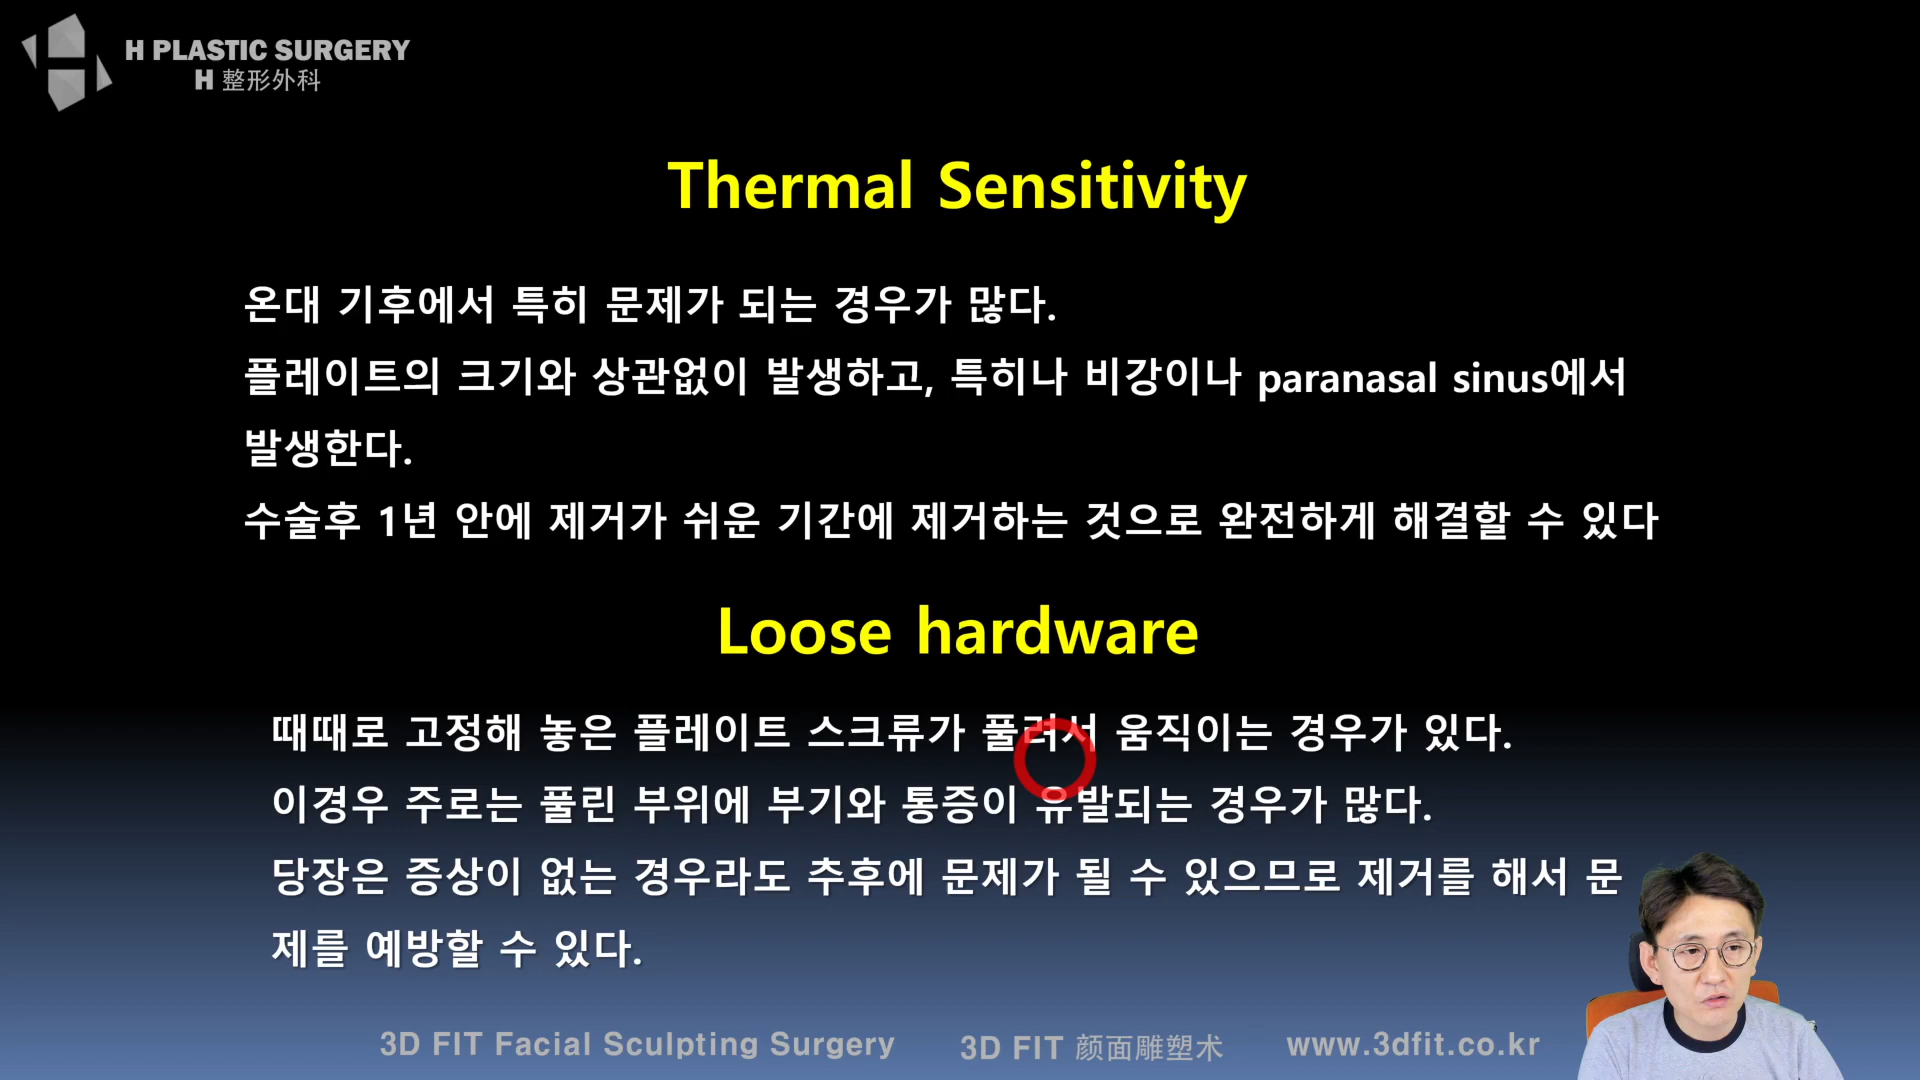 H PLASTIC SURGERY
H 整形外科
Thermal Sensitivity
온대 기후에서 특히 문제가 되는 경우가 많다.
플레이트의 크기와 상관없이 발생하고, 특히나 비강이나 paranasal sinus에서
발생한다.
수술후 1년 안에 제거가 쉬운 기간에 제거하는 것으로 완전하게 해결할 수 있다
Loose hardware
때때로 고정해 놓은 플레이트 스크류가 풀려서 움직이는 경우가 있다.
이경우 주로는 풀린 부위에 부기와 통증이 유발되는 경우가 많다.
당장은 증상이 없는 경우라도 추후에 문제가 될 수 있으므로 제거를 해서 문
제를 예방할 수 있다.
3D FIT Facial Sculpting Surgery 3D FIT 颜面雕塑术 www.3dfit.co.kr